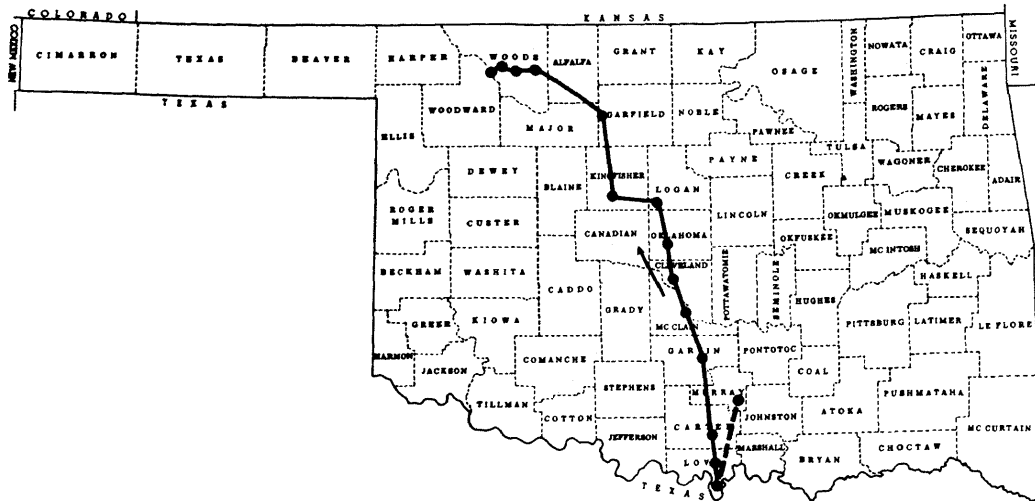 COLORADO
KANSAS
MISSOURI
NEW MEXICO
CIMARRON
TEXAS
BEAVER
HARPER
WOODS
ALFALFA
GRANT
KAY
OSAGE
WASHINGTON
NOWATA
CRAIG
OTTAWA
DELAWARE
TEXAS
WOODWARD
MAJOR
GARFIELD
NOBLE
PAWNEE
ROGERS
MAYES
ELLIS
DEWEY
BLAINE
KINGFISHER
LOGAN
PAYNE
CREEK
TULSA
WAGONER
CHEROKEE
ADAIR
ROGER
MILLS
CUSTER
CANADIAN
OKLAHOMA
LINCOLN
OKFUSKEE
OKMULGEE
MUSKOGEE
SEQUOYAH
MC INTOSH
BECKHAM
WASHITA
CADDO
GRADY
CLEVELAND
POTTAWATOMIE
SEMINOLE
HUGHES
HASKELL
GREER
KIOWA
MC CLAIN
PITTSBURG
LATIMER
LE FLORE
HARMON
JACKSON
COMANCHE
GARVIN
PONTOTOC
COAL
TILLMAN
COTTON
STEPHENS
MURRAY
JOHNSTON
ATOKA
PUSHMATAHA
MC CURTAIN
JEFFERSON
CARTER
MARSHALL
BRYAN
CHOCTAW
LOV
TEXAS